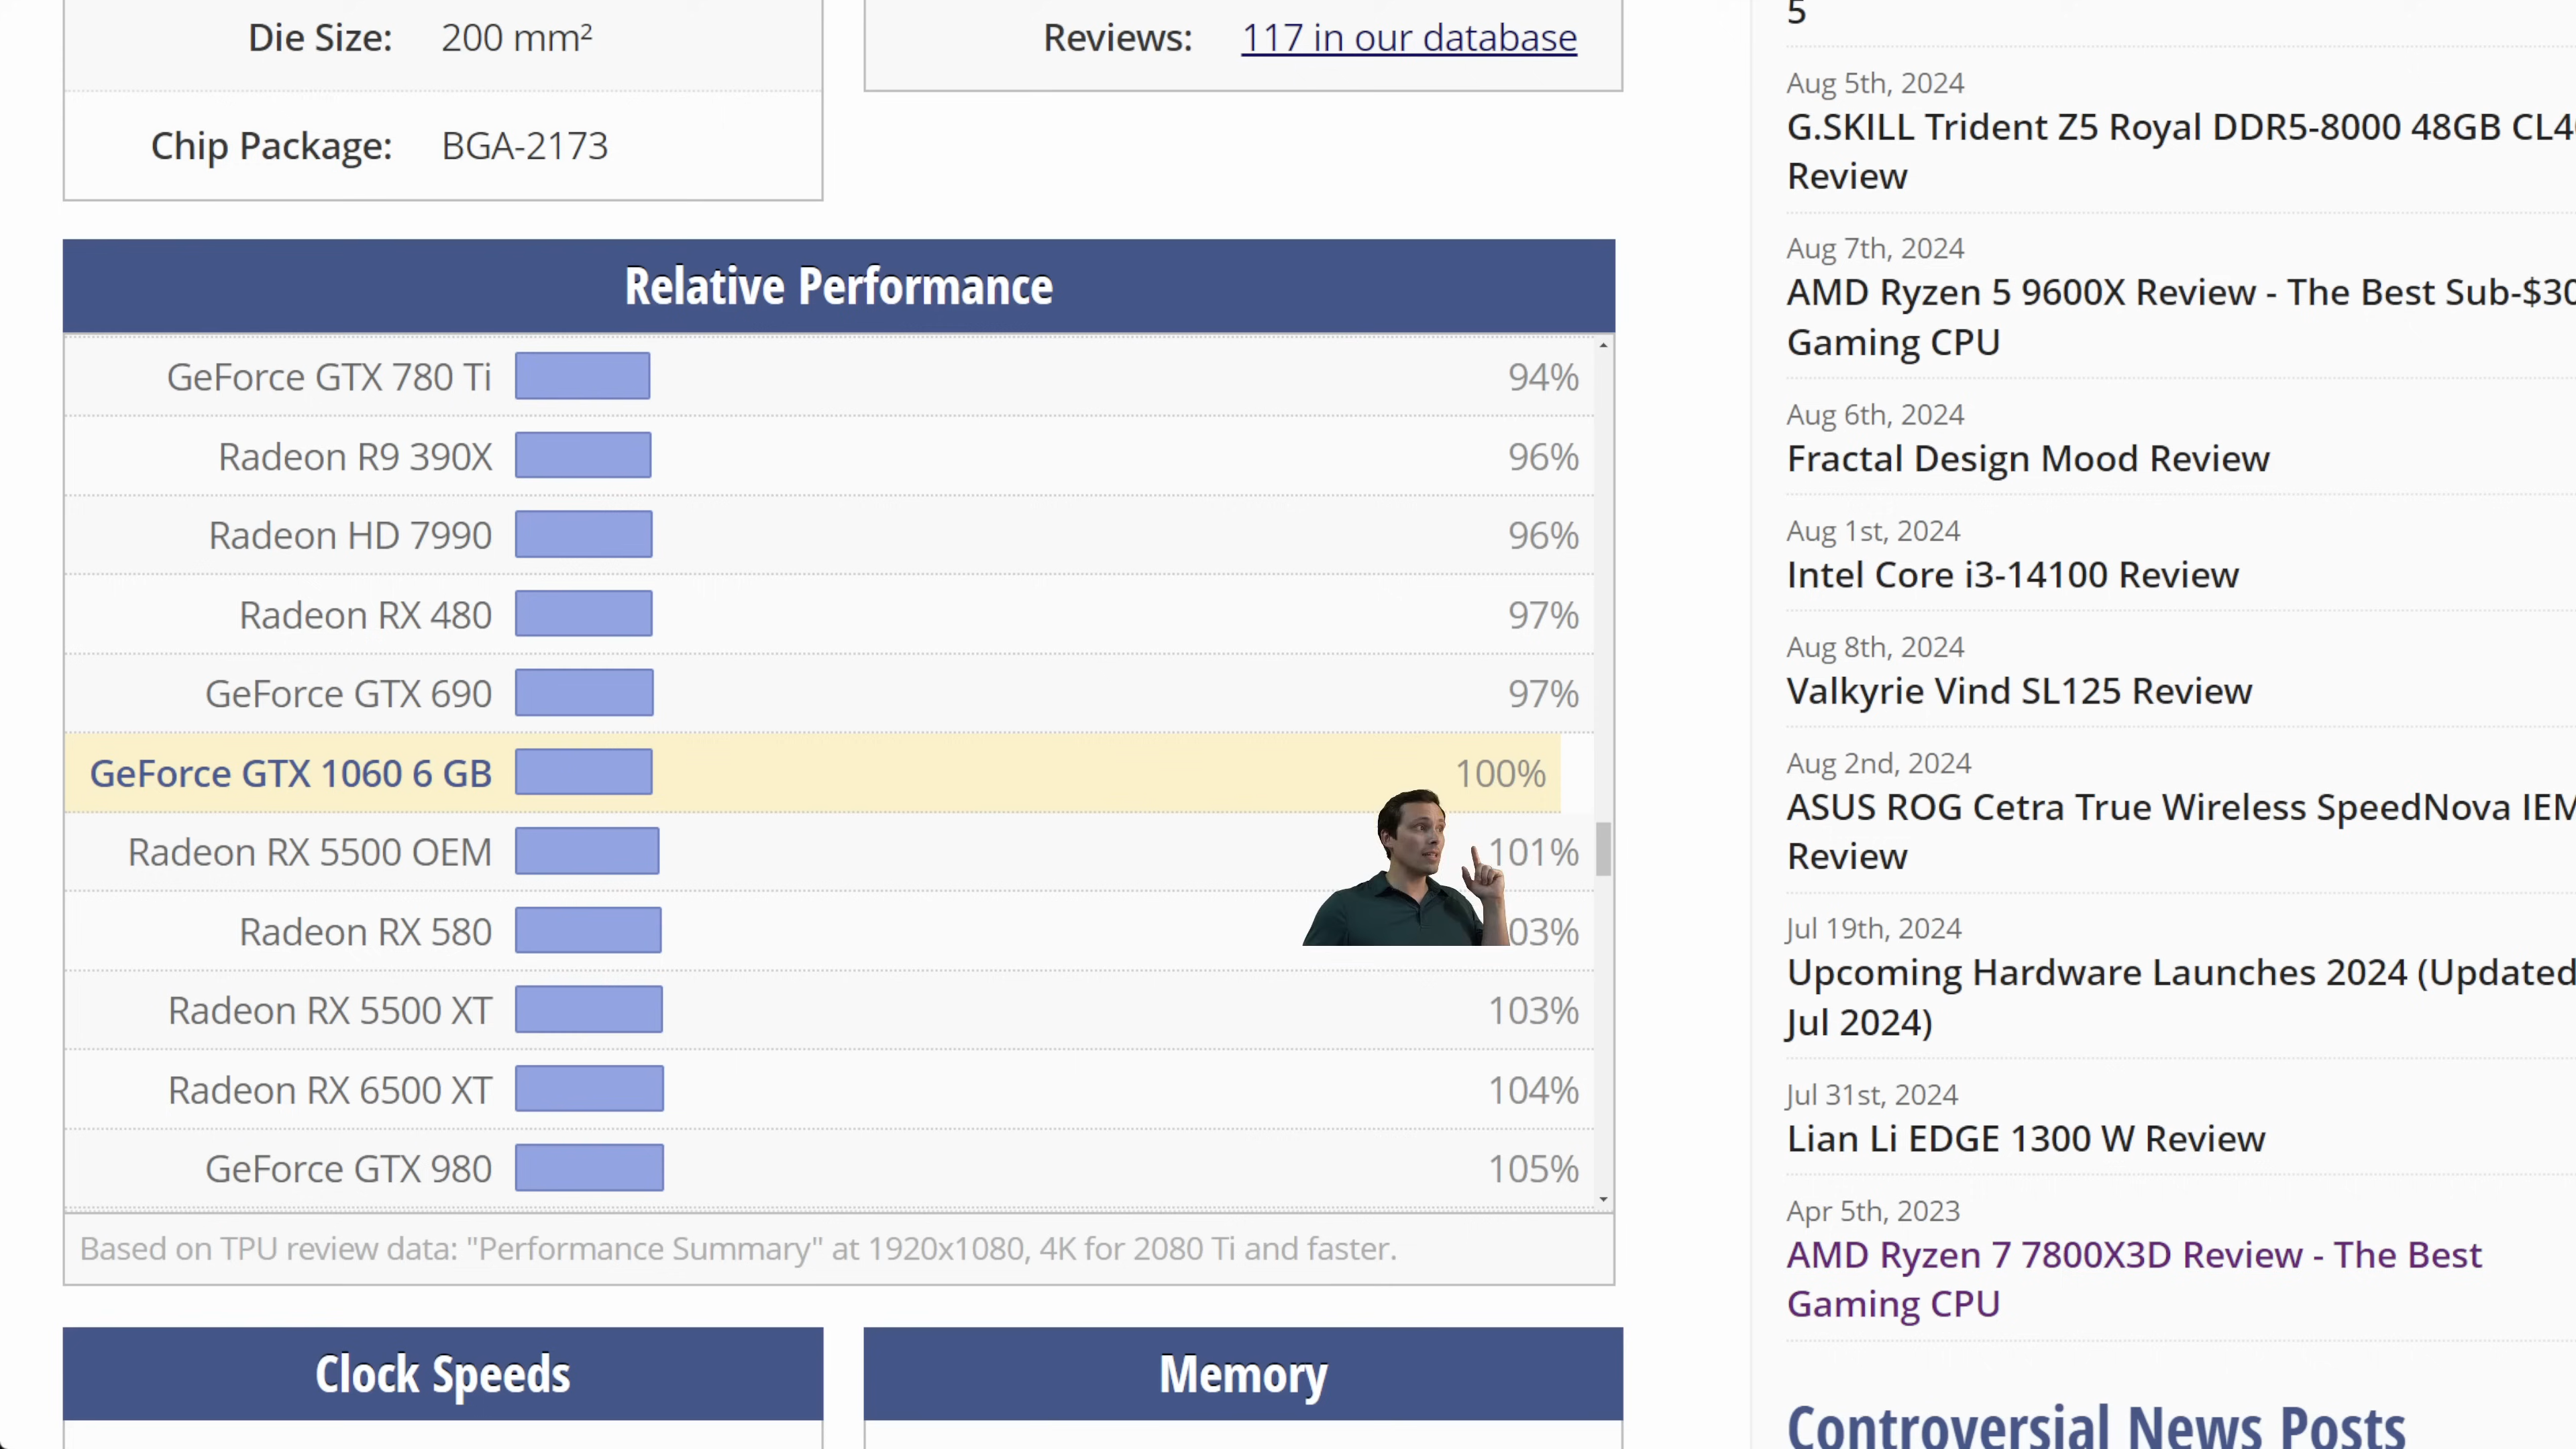 Die Size: 200 mm²
Chip Package: BGA-2173
Reviews: 117 in our database
Relative Performance
GeForce GTX 780 Ti 94%
Radeon R9 390X 96%
Radeon HD 7990 96%
Radeon RX 480 97%
GeForce GTX 690 97%
GeForce GTX 1060 6 GB 100%
Radeon RX 5500 OEM 101%
Radeon RX 580 03%
Radeon RX 5500 XT 103%
Radeon RX 6500 XT 104%
GeForce GTX 980 105%
Based on TPU review data: "Performance Summary" at 1920x1080, 4K for 2080 Ti and faster.
Clock Speeds
Memory
5
Aug 5th, 2024
G.SKILL Trident Z5 Royal DDR5-8000 48GB
Review
Aug 7th, 2024
AMD Ryzen 5 9600X Review - The Best
Gaming CPU
Aug 6th, 2024
Fractal Design Mood Review
Aug 1st, 2024
Intel Core i3-14100 Review
Aug 8th, 2024
Valkyrie Vind SL125 Review
Aug 2nd, 2024
ASUS ROG Cetra True Wireless SpeedNova IEM
Review
Jul 19th, 2024
Upcoming Hardware Launches 2024 (Updated
Jul 2024)
Jul 31st, 2024
Lian Li EDGE 1300 W Review
Apr 5th, 2023
AMD Ryzen 7 7800X3D Review - The Best
Gaming CPU
Controversial News Posts